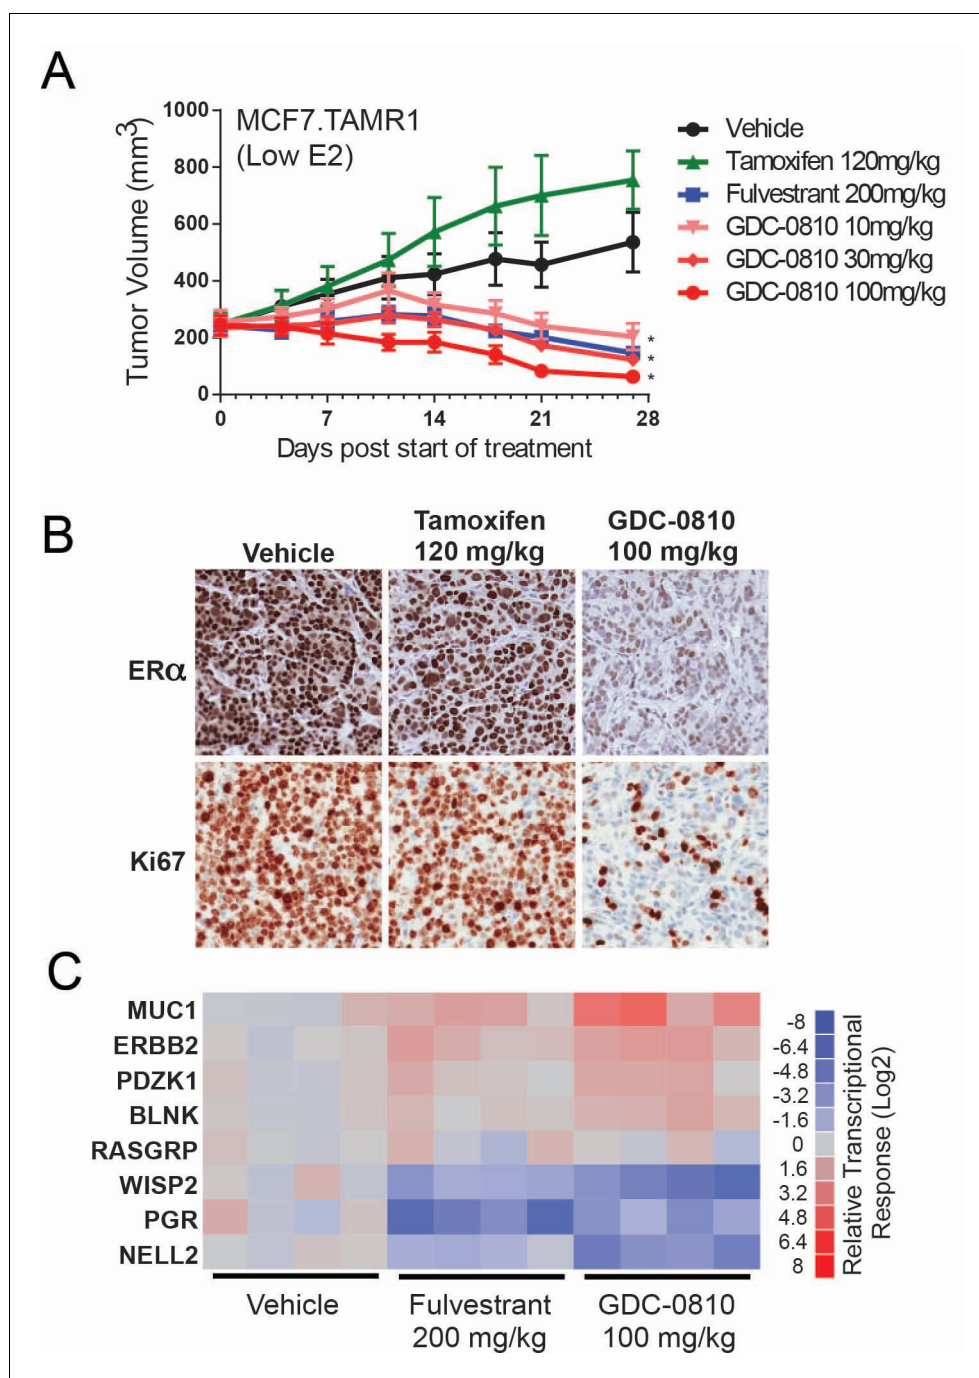 A
MCF7.TAMR1
(Low E2)
Tumor Volume (mm3)
1000
800
600
400
200
0
0 7 14 21 28
Days post start of treatment
Vehicle
Tamoxifen 120mg/kg
Fulvestrant 200mg/kg
GDC-0810 10mg/kg
GDC-0810 30mg/kg
GDC-0810 100mg/kg
*
*
*
B
Vehicle
Tamoxifen
120 mg/kg
GDC-0810
100 mg/kg
ERα
Ki67
C
MUC1
ERBB2
PDZK1
BLNK
RASGRP
WISP2
PGR
NELL2
Vehicle
Fulvestrant
200 mg/kg
GDC-0810
100 mg/kg
-8
-6.4
-4.8
-3.2
-1.6
0
1.6
3.2
4.8
6.4
8
Relative Transcriptional
Response (Log2)